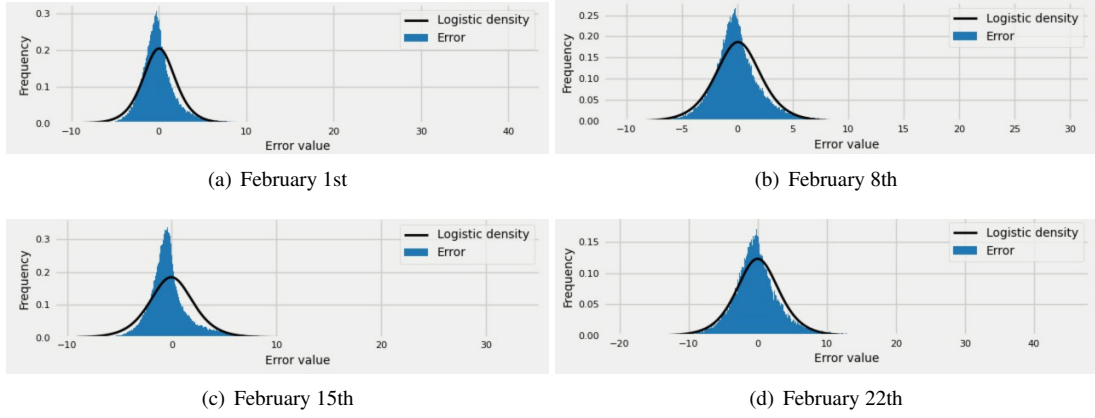 0.3
0.2
0.1
0.0
Frequency
−10
0
10
20
30
40
Error value
Logistic density
Error
(a) February 1st
0.25
0.20
0.15
0.10
0.05
0.00
Frequency
−10
−5
0
5
10
15
20
25
30
Error value
Logistic density
Error
(b) February 8th
0.3
0.2
0.1
0.0
Frequency
−10
0
10
20
30
Error value
Logistic density
Error
(c) February 15th
0.15
0.10
0.05
0.00
Frequency
−20
−10
0
10
20
30
40
Error value
Logistic density
Error
(d) February 22th